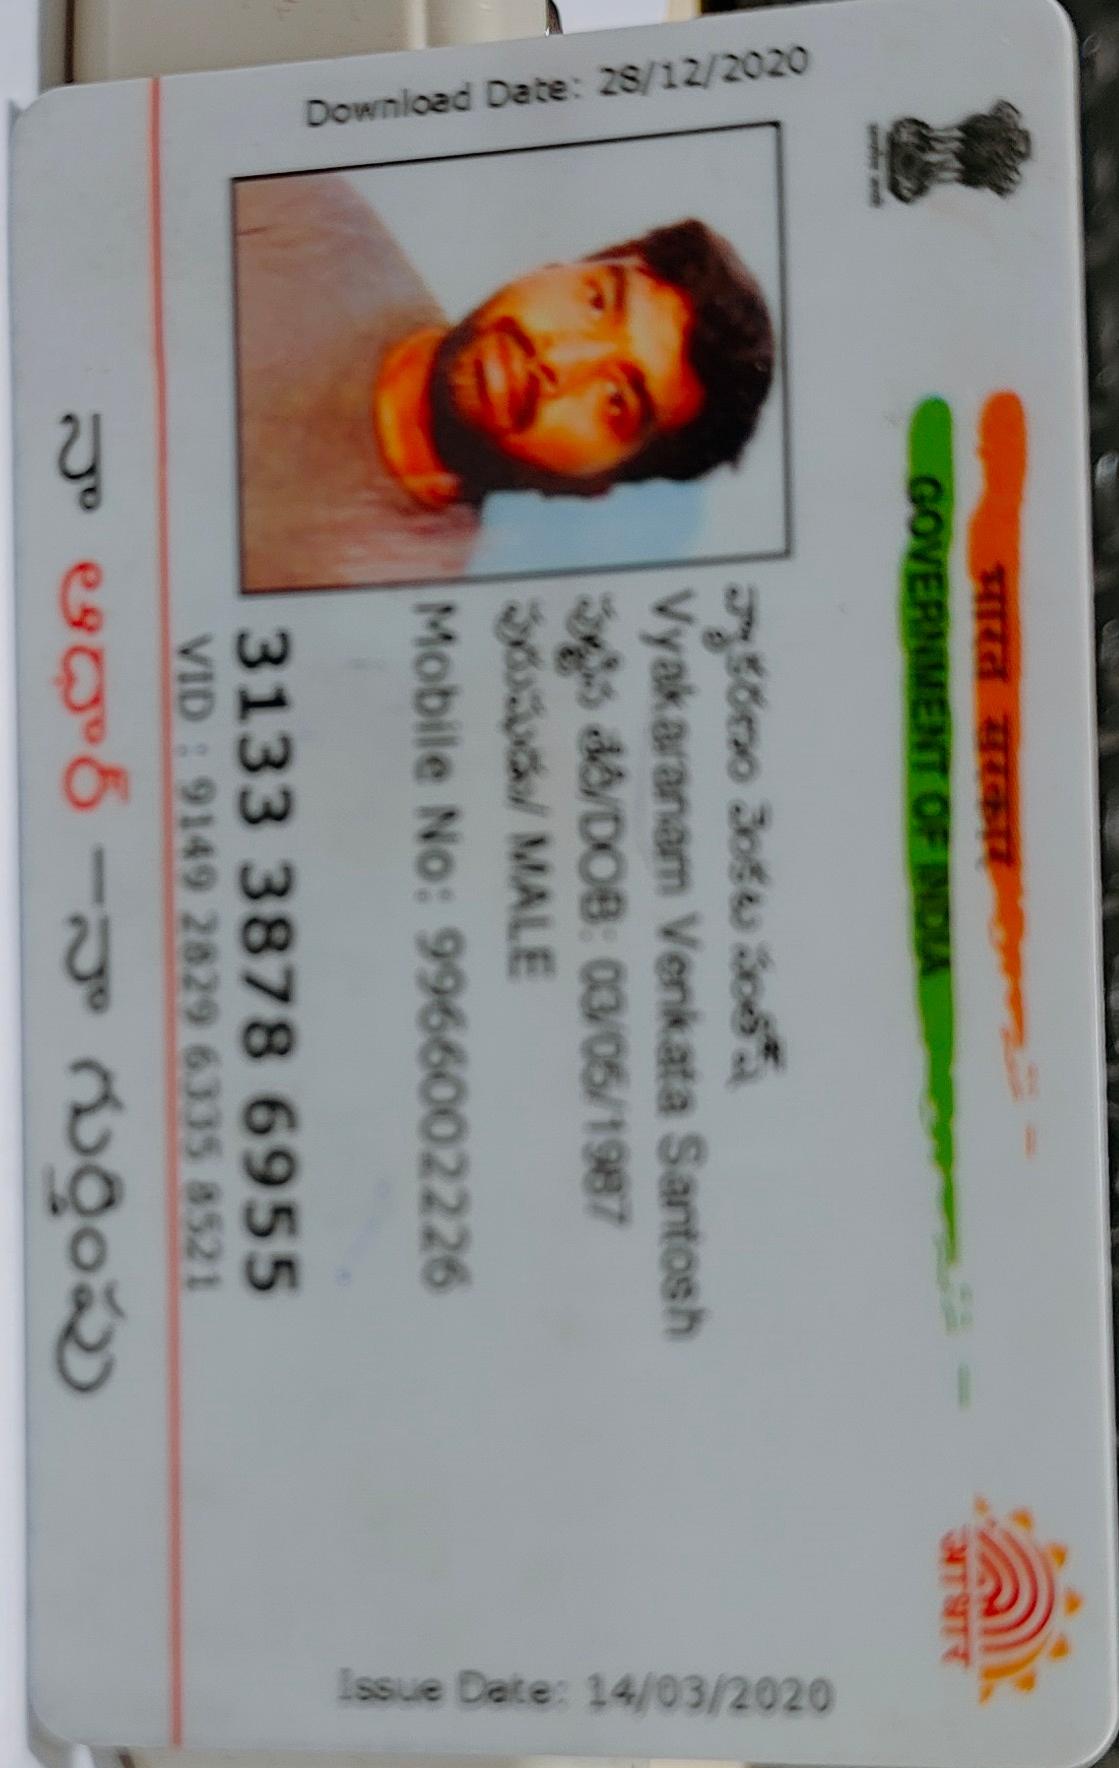 भारत सरकार
GOVERNMENT OF INDIA
Download Date: 28/12/2020
Issue Date: 14/03/2020
వ్యాకరణం వెంకట సంతోష్
Vyakaranam Venkata Santosh
పుట్టిన తేదీ/DOB: 03/05/1987
పురుషుడు/ MALE
Mobile No: 9966002226
3133 3878 6955
VID : 9149 2829 6335 8521
आधार
నా ఆధార్ –నా గుర్తింపు